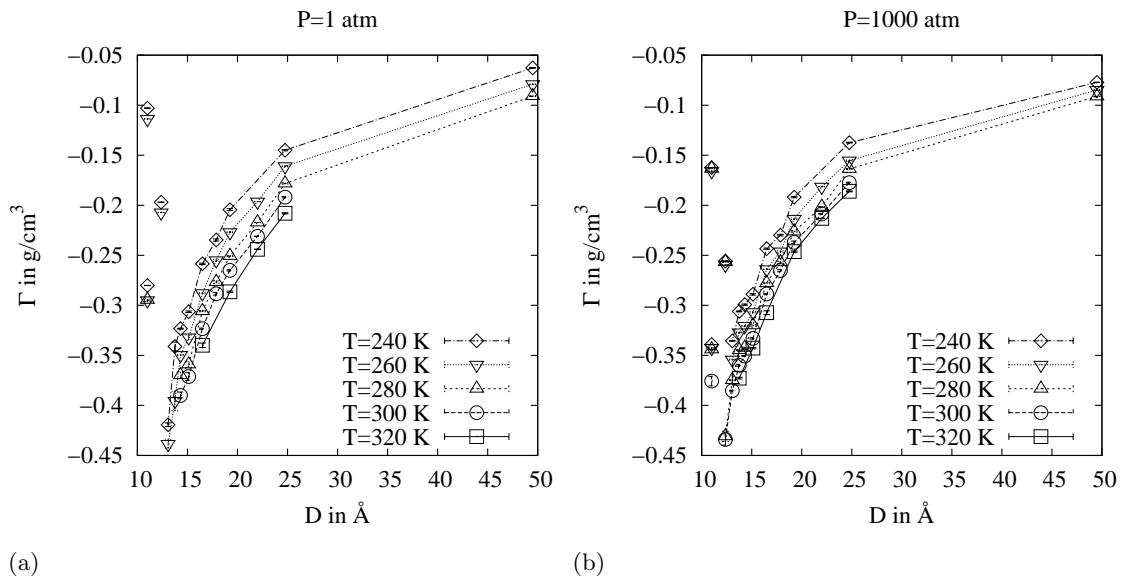 P=1 atm
−0.05
−0.1
−0.15
−0.2
−0.25
−0.3
−0.35
−0.4
−0.45
Γ in g/cm³
T=240 K
T=260 K
T=280 K
T=300 K
T=320 K
10 15 20 25 30 35 40 45 50
D in Å
(a)
P=1000 atm
−0.05
−0.1
−0.15
−0.2
−0.25
−0.3
−0.35
−0.4
−0.45
Γ in g/cm³
T=240 K
T=260 K
T=280 K
T=300 K
T=320 K
10 15 20 25 30 35 40 45 50
D in Å
(b)